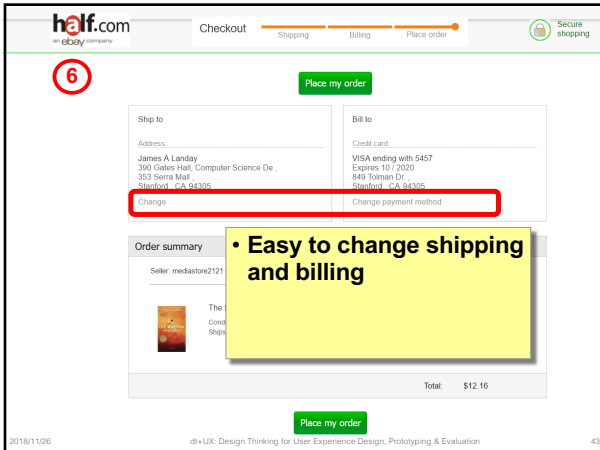 half.com
an ebay company
Checkout
Shipping
Billing
Place order
Secure
shopping
6
Place my order
Ship to
Address:
James A Landay
390 Gates Hall, Computer Science De ,
353 Serra Mall ,
Stanford , CA 94305
Change
Bill to
Credit card:
VISA ending with 5457
Expires 10 / 2020
849 Tolman Dr. ,
Stanford , CA 94305
Change payment method
Order summary
• Easy to change shipping
and billing
Seller: mediastore2121
The
Cond
Ships
Total: $12.16
Place my order
2018/11/26
dt+UX: Design Thinking for User Experience Design, Prototyping & Evaluation
43